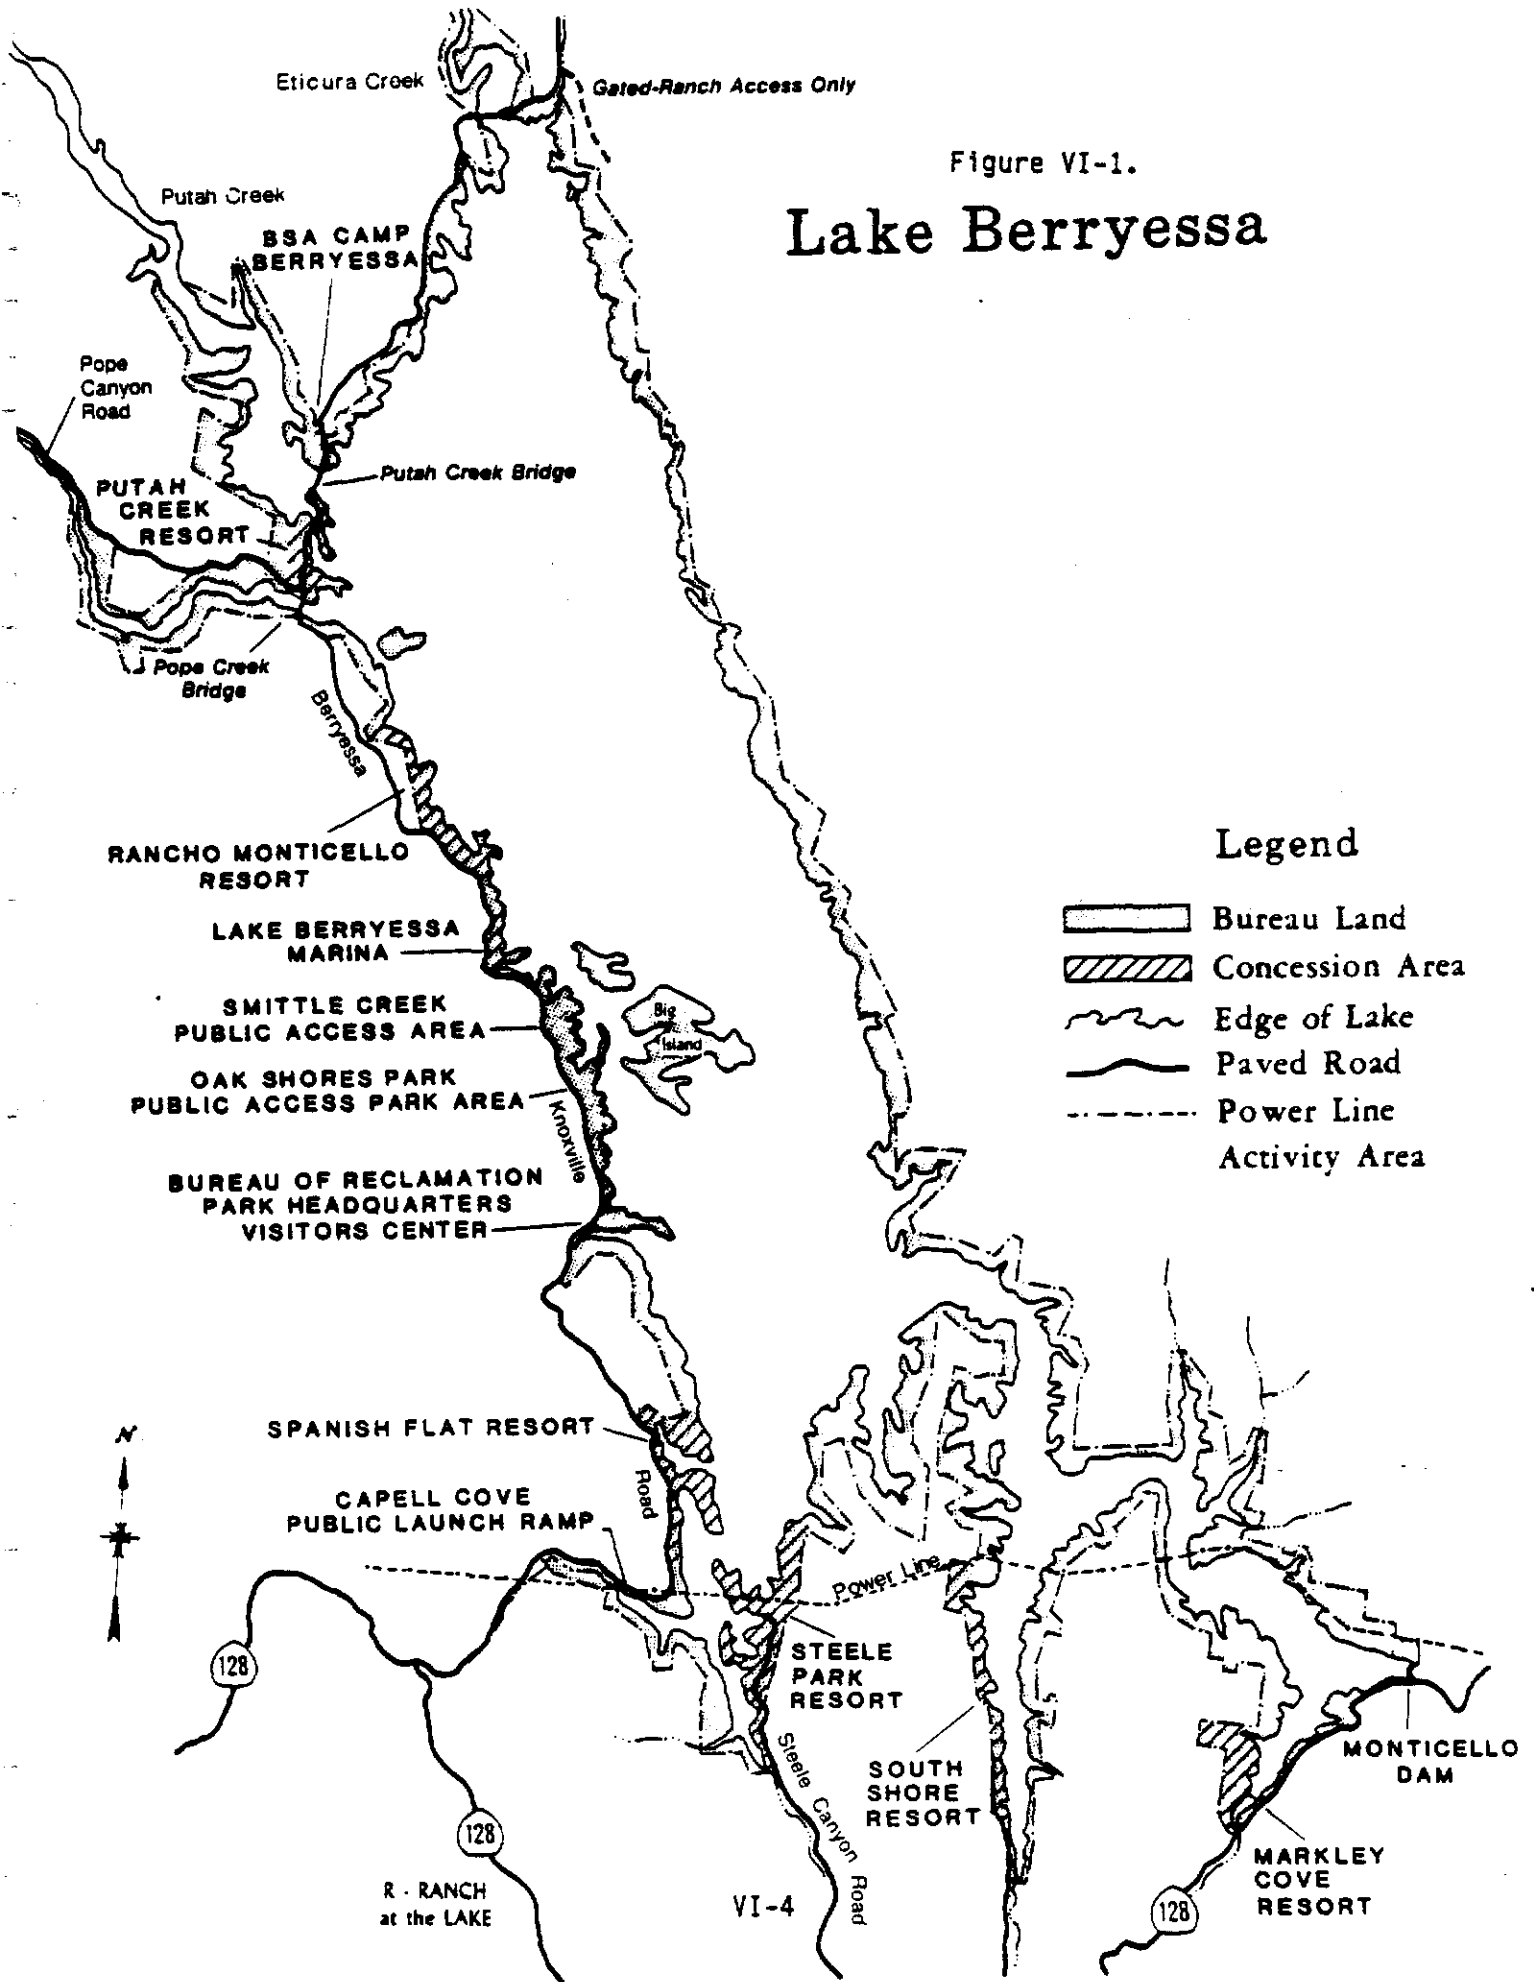 Eticura Creek
Gated-Ranch Access Only
Figure VI-1.
Lake Berryessa
Putah Creek
BSA CAMP
BERRYESSA
Pope
Canyon
Road
Putah Creek Bridge
PUTAH
CREEK
RESORT
Pope Creek
Bridge
Berryessa
RANCHO MONTICELLO
RESORT
LAKE BERRYESSA
MARINA
SMITTLE CREEK
PUBLIC ACCESS AREA
Big
Island
OAK SHORES PARK
PUBLIC ACCESS PARK AREA
Knoxville
BUREAU OF RECLAMATION
PARK HEADQUARTERS
VISITORS CENTER
Legend
Bureau Land
Concession Area
Edge of Lake
Paved Road
Power Line
Activity Area
SPANISH FLAT RESORT
N
Road
CAPELL COVE
PUBLIC LAUNCH RAMP
Power Line
128
STEELE
PARK
RESORT
Steele Canyon Road
SOUTH
SHORE
RESORT
MONTICELLO
DAM
128
MARKLEY
COVE
RESORT
R - RANCH
at the LAKE
128
VI-4